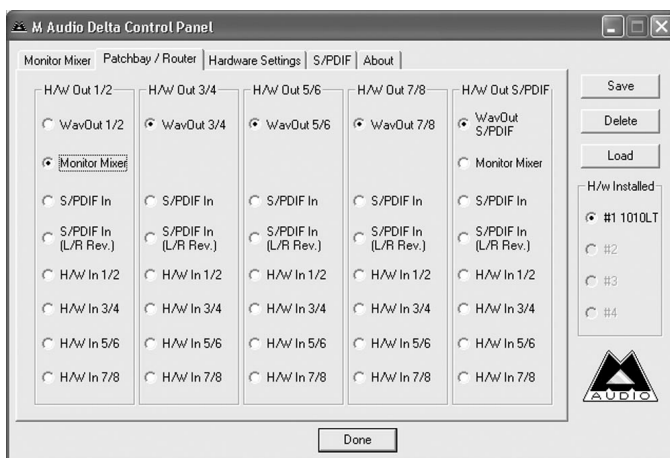 M Audio Delta Control Panel
Monitor Mixer Patchbay / Router Hardware Settings S/PDIF About
H/W Out 1/2
WavOut 1/2
Monitor Mixer
S/PDIF In
S/PDIF In
(L/R Rev.)
H/W In 1/2
H/W In 3/4
H/W In 5/6
H/W In 7/8
H/W Out 3/4
WavOut 3/4
S/PDIF In
S/PDIF In
(L/R Rev.)
H/W In 1/2
H/W In 3/4
H/W In 5/6
H/W In 7/8
H/W Out 5/6
WavOut 5/6
S/PDIF In
S/PDIF In
(L/R Rev.)
H/W In 1/2
H/W In 3/4
H/W In 5/6
H/W In 7/8
H/W Out 7/8
WavOut 7/8
S/PDIF In
S/PDIF In
(L/R Rev.)
H/W In 1/2
H/W In 3/4
H/W In 5/6
H/W In 7/8
H/W Out S/PDIF
WavOut
S/PDIF
Monitor Mixer
S/PDIF In
S/PDIF In
(L/R Rev.)
H/W In 1/2
H/W In 3/4
H/W In 5/6
H/W In 7/8
Save
Delete
Load
H/w Installed
#1 1010LT
#2
#3
#4
AUDIO
Done